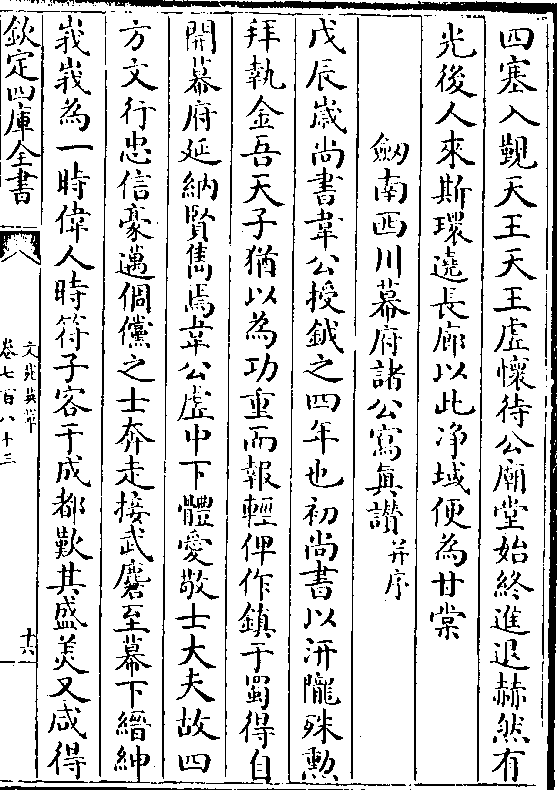 四塞入覲天王天王虚懷待公廟堂始終進退赫然有
光後人來斯環遶長廊以此净域便為甘棠
劒南西川幕府諸公寫真讃并序
戊辰嵗尚書韋公授鉞之四年也初尚書以汧隴殊勲
拜執金吾天子猶以為功重而報輕俾作鎮于蜀得自
開幕府延納賢雋焉韋公虚中下體愛敬士大夫故四
方文行忠信豪邁倜儻之士奔走接武麏至幕下縉紳
峩峩為一時偉人時符子客于成都歎其盛美又咸得
欽定四庫全書
文苑英華
卷七百八十三
十六